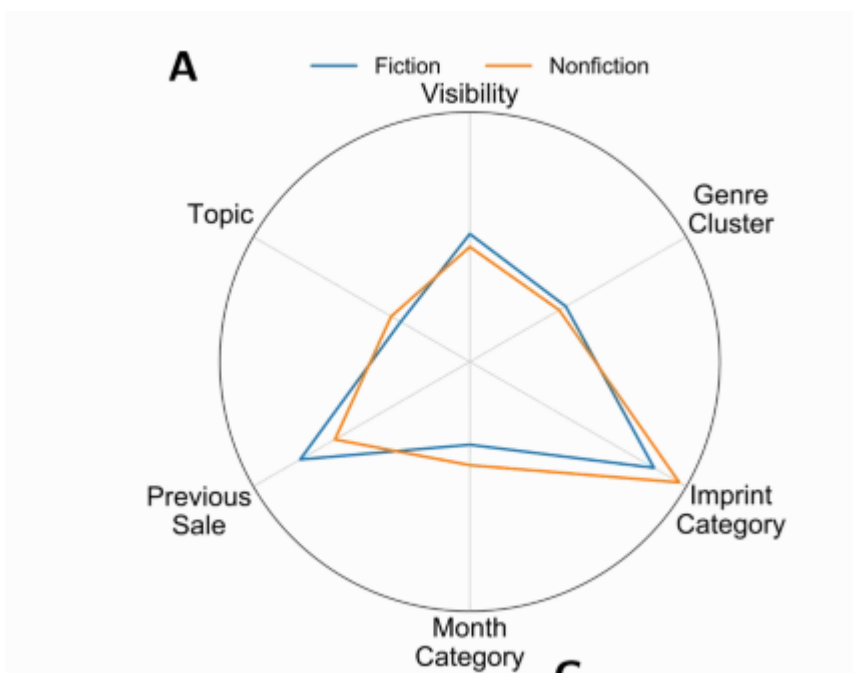 A
Fiction
Nonfiction
Visibility
Topic
Genre
Cluster
Previous
Sale
Imprint
Category
Month
Category